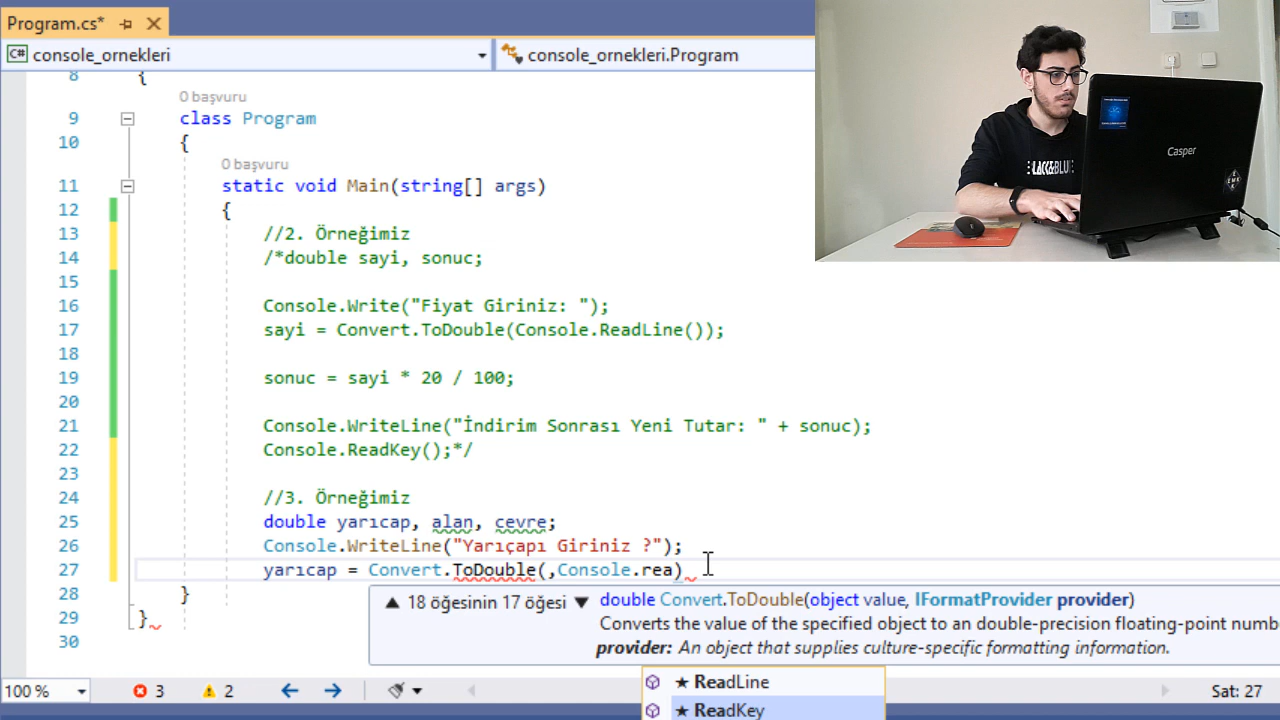 Program.cs*
C# console_ornekleri
console_ornekleri.Program
8 {
0 başvuru
9 class Program
10 {
0 başvuru
11 static void Main(string[] args)
12 {
13 //2. Örneğimiz
14 /*double sayi, sonuc;
15
16 Console.Write("Fiyat Giriniz: ");
17 sayi = Convert.ToDouble(Console.ReadLine());
18
19 sonuc = sayi * 20 / 100;
20
21 Console.WriteLine("İndirim Sonrası Yeni Tutar: " + sonuc);
22 Console.ReadKey();*/
23
24 //3. Örneğimiz
25 double yarıcap, alan, cevre;
26 Console.WriteLine("Yarıçapı Giriniz ?");
27 yarıcap = Convert.ToDouble(,Console.rea)
28 }
29 }
30
▲ 18 öğesinin 17 öğesi ▼ double Convert.ToDouble(object value, IFormatProvider provider)
Converts the value of the specified object to an double-precision floating-point numb
provider: An object that supplies culture-specific formatting information.
★ ReadLine
★ ReadKey
100 % 3 2 Sat: 27
Casper
BLACK&BLUE